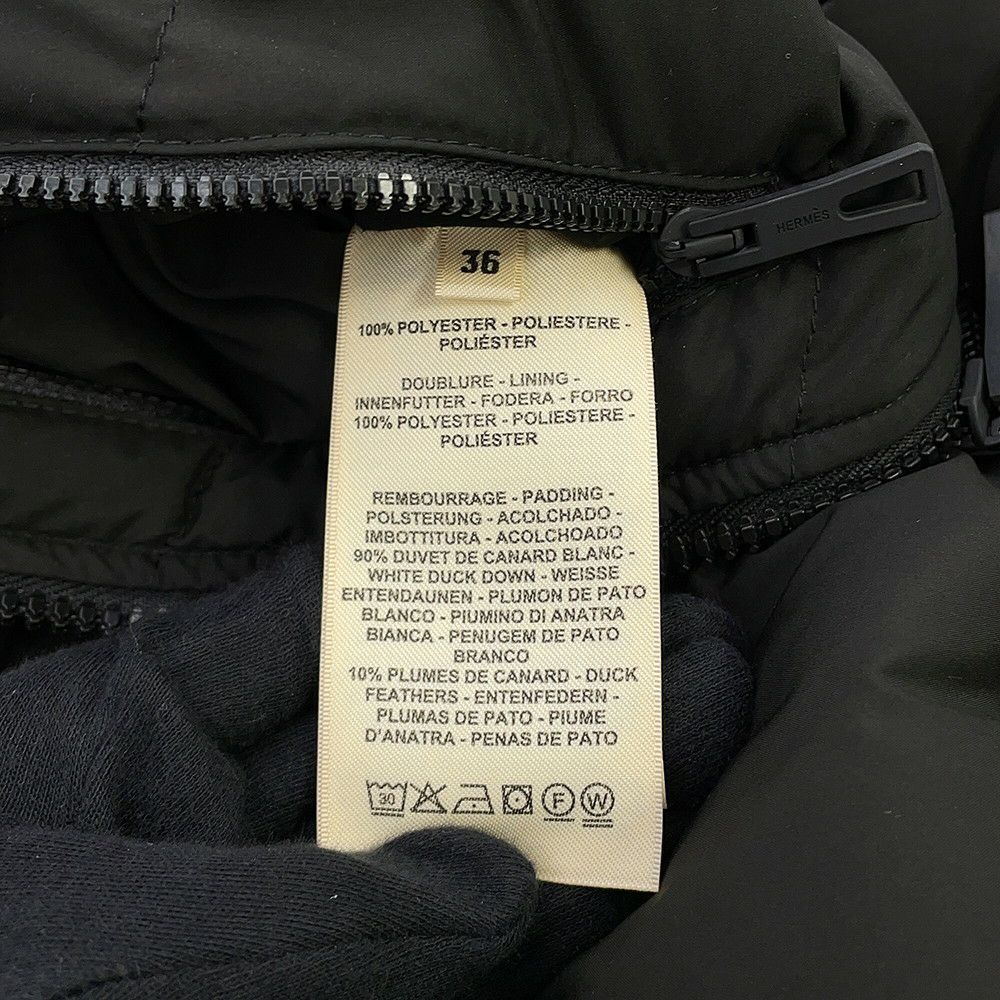 HERMÈS
36
100% POLYESTER - POLIESTERE -
POLIÉSTER
DOUBLURE - LINING -
INNENFUTTER - FODERA - FORRO
100% POLYESTER - POLIESTERE -
POLIÉSTER
REMBOURRAGE - PADDING -
POLSTERUNG - ACOLCHADO -
IMBOTTITURA - ACOLCHOADO
90% DUVET DE CANARD BLANC -
WHITE DUCK DOWN - WEISSE
ENTENDAUNEN - PLUMON DE PATO
BLANCO - PIUMINO DI ANATRA
BIANCA - PENUGEM DE PATO
BRANCO
10% PLUMES DE CANARD - DUCK
FEATHERS - ENTENFEDERN -
PLUMAS DE PATO - PIUME
D'ANATRA - PENAS DE PATO
30 F W